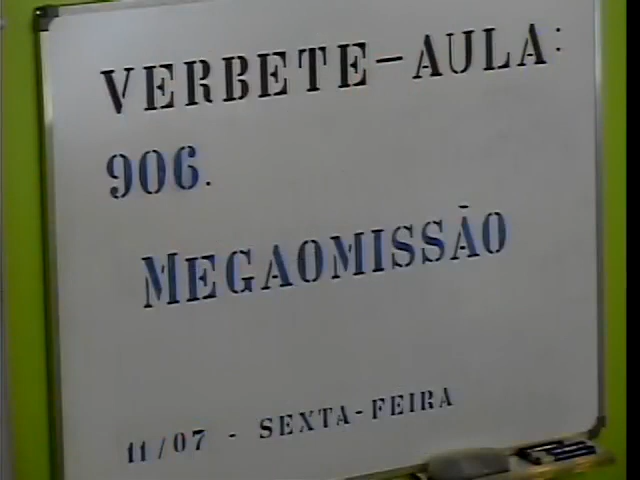 VERBETE-AULA:
906.
MEGAOMISSÃO
11/07 - SEXTA-FEIRA